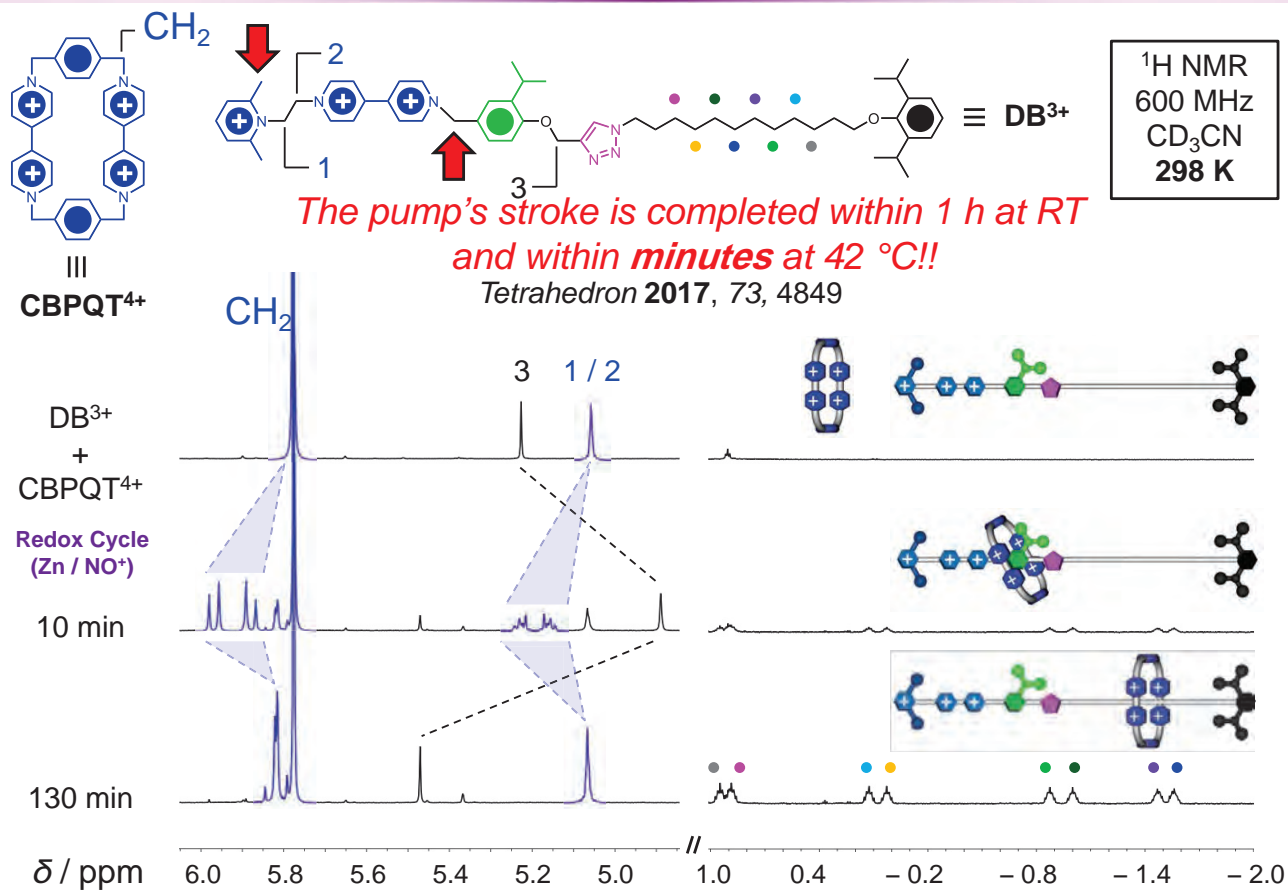 CH₂
2
1
3
N
N
N
N
N
N
N
O
N
N
N
O
≡ DB³⁺
¹H NMR
600 MHz
CD₃CN
298 K
The pump's stroke is completed within 1 h at RT
and within minutes at 42 °C!!
Tetrahedron 2017, 73, 4849
≡
CBPQT⁴⁺
CH₂
3
1 / 2
DB³⁺
+
CBPQT⁴⁺
Redox Cycle
(Zn / NO⁺)
10 min
130 min
δ / ppm
6.0 5.8 5.6 5.4 5.2 5.0 // 1.0 0.4 – 0.2 – 0.8 – 1.4 – 2.0